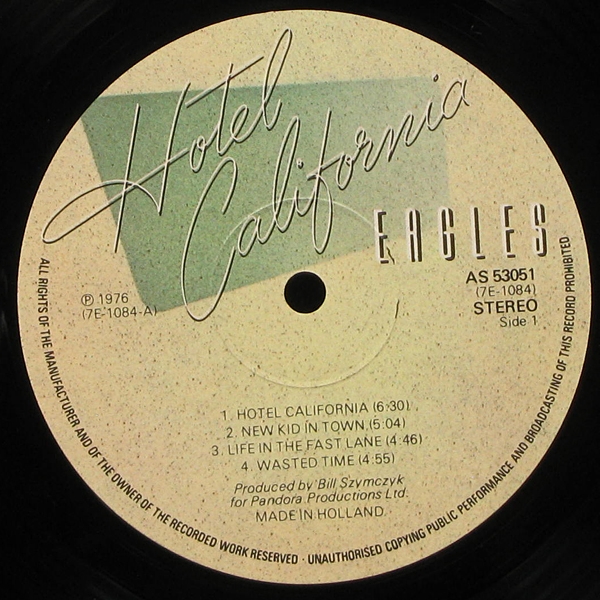 Hotel
California
EAGLES
AS 53051
(7E-1084)
STEREO
Side 1
℗ 1976
(7E-1084-A)
1. HOTEL CALIFORNIA (6:30)
2. NEW KID IN TOWN (5:04)
3. LIFE IN THE FAST LANE (4:46)
4. WASTED TIME (4:55)
Produced by Bill Szymczyk
for Pandora Productions Ltd.
MADE IN HOLLAND
ALL RIGHTS OF THE MANUFACTURER AND OF THE OWNER OF THE RECORDED WORK RESERVED · UNAUTHORISED COPYING PUBLIC PERFORMANCE AND BROADCASTING OF THIS RECORD PROHIBITED